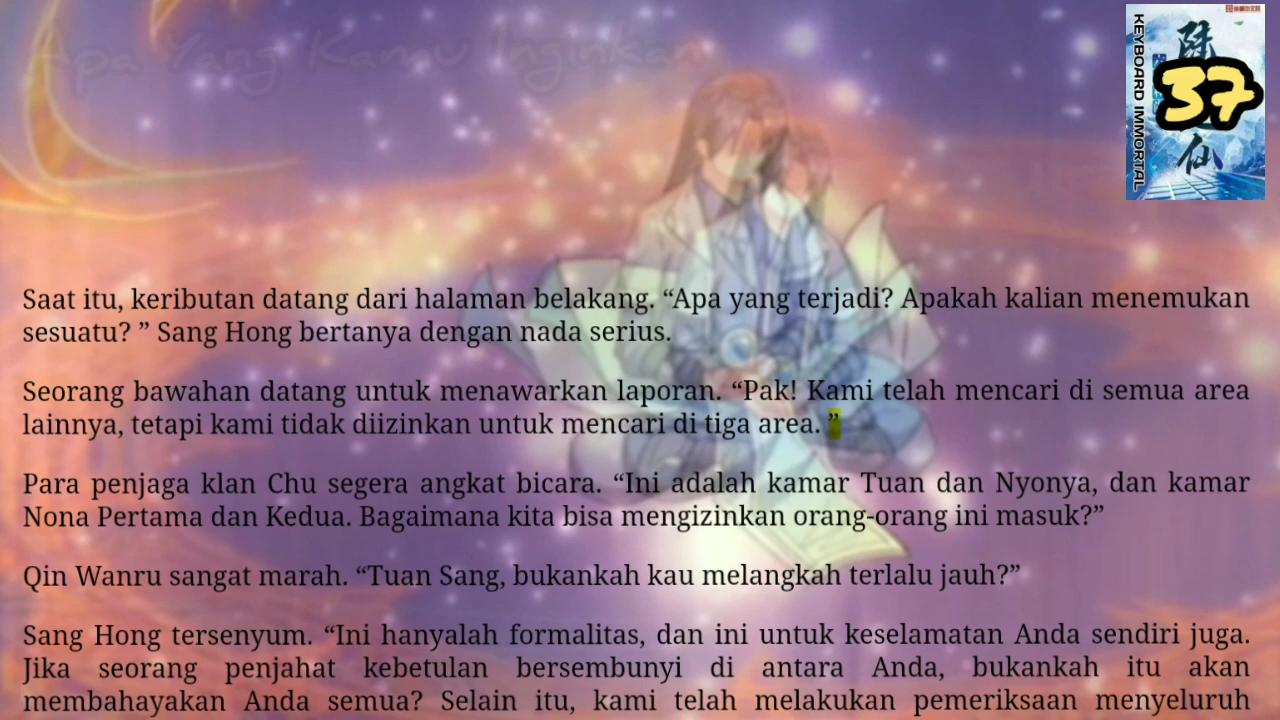 Apa Yang Kamu Inginkan
陆
仙
KEYBOARD IMMORTAL
37
Saat itu, keributan datang dari halaman belakang. “Apa yang terjadi? Apakah kalian menemukan
sesuatu? ” Sang Hong bertanya dengan nada serius.
Seorang bawahan datang untuk menawarkan laporan. “Pak! Kami telah mencari di semua area
lainnya, tetapi kami tidak diizinkan untuk mencari di tiga area. ”
Para penjaga klan Chu segera angkat bicara. “Ini adalah kamar Tuan dan Nyonya, dan kamar
Nona Pertama dan Kedua. Bagaimana kita bisa mengizinkan orang-orang ini masuk?”
Qin Wanru sangat marah. “Tuan Sang, bukankah kau melangkah terlalu jauh?”
Sang Hong tersenyum. “Ini hanyalah formalitas, dan ini untuk keselamatan Anda sendiri juga.
Jika seorang penjahat kebetulan bersembunyi di antara Anda, bukankah itu akan
membahayakan Anda semua? Selain itu, kami telah melakukan pemeriksaan menyeluruh